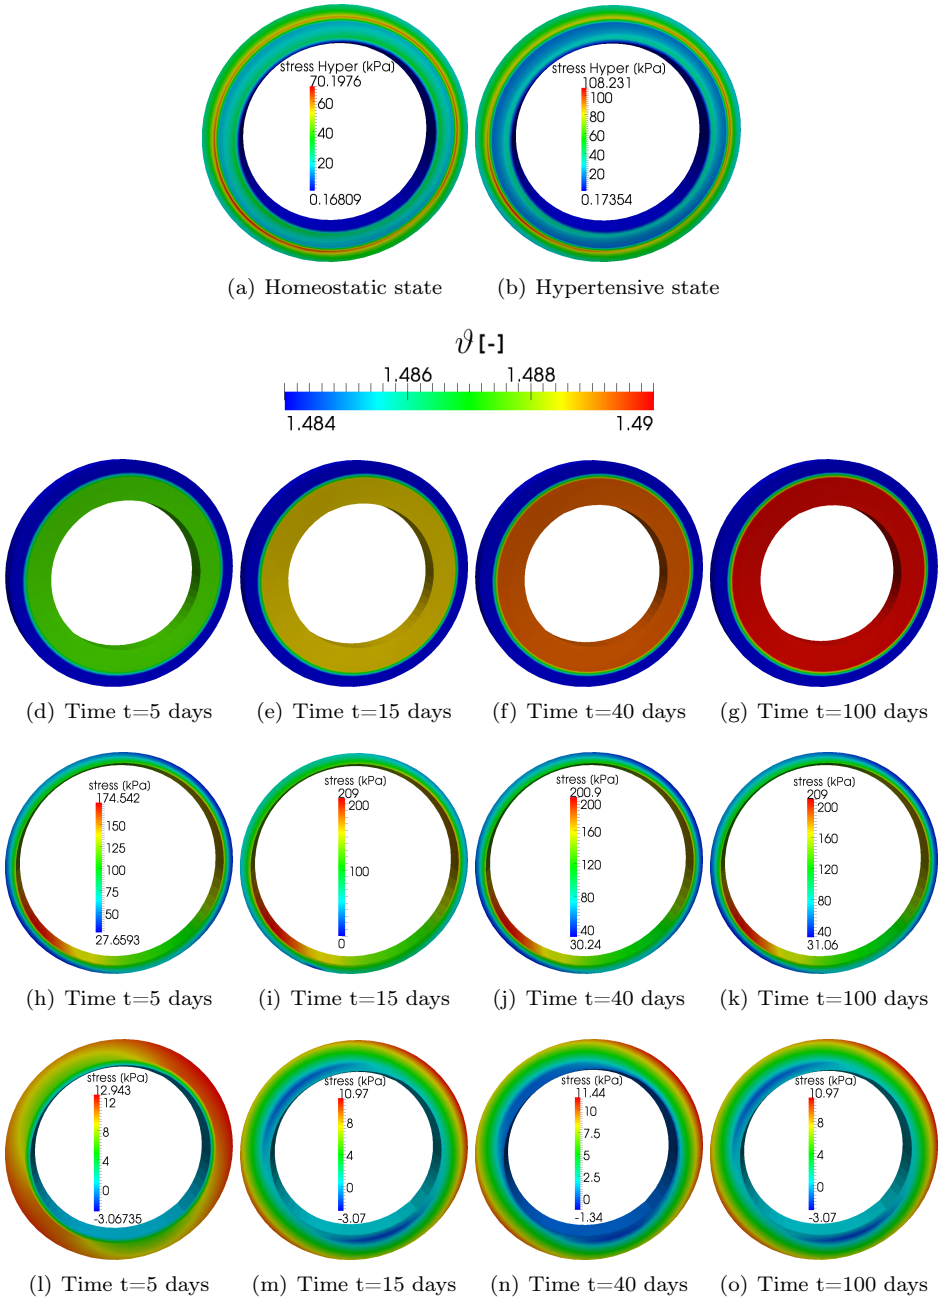 stress Hyper (kPa)
70.1976
60
40
20
0.16809
stress Hyper (kPa)
108.231
100
80
60
40
20
0.17354
(a) Homeostatic state
(b) Hypertensive state
ϑ [-]
1.486 1.488
1.484 1.49
(d) Time t=5 days
(e) Time t=15 days
(f) Time t=40 days
(g) Time t=100 days
stress (kPa)
174.542
150
125
100
75
50
27.6593
stress (kPa)
209
200
100
0
stress (kPa)
200.9
200
160
120
80
40
30.24
stress (kPa)
209
200
160
120
80
40
31.06
(h) Time t=5 days
(i) Time t=15 days
(j) Time t=40 days
(k) Time t=100 days
stress (kPa)
12.943
12
8
4
0
-3.06735
stress (kPa)
10.97
8
4
0
-3.07
stress (kPa)
11.44
10
7.5
5
2.5
0
-1.34
stress (kPa)
10.97
8
4
0
-3.07
(l) Time t=5 days
(m) Time t=15 days
(n) Time t=40 days
(o) Time t=100 days